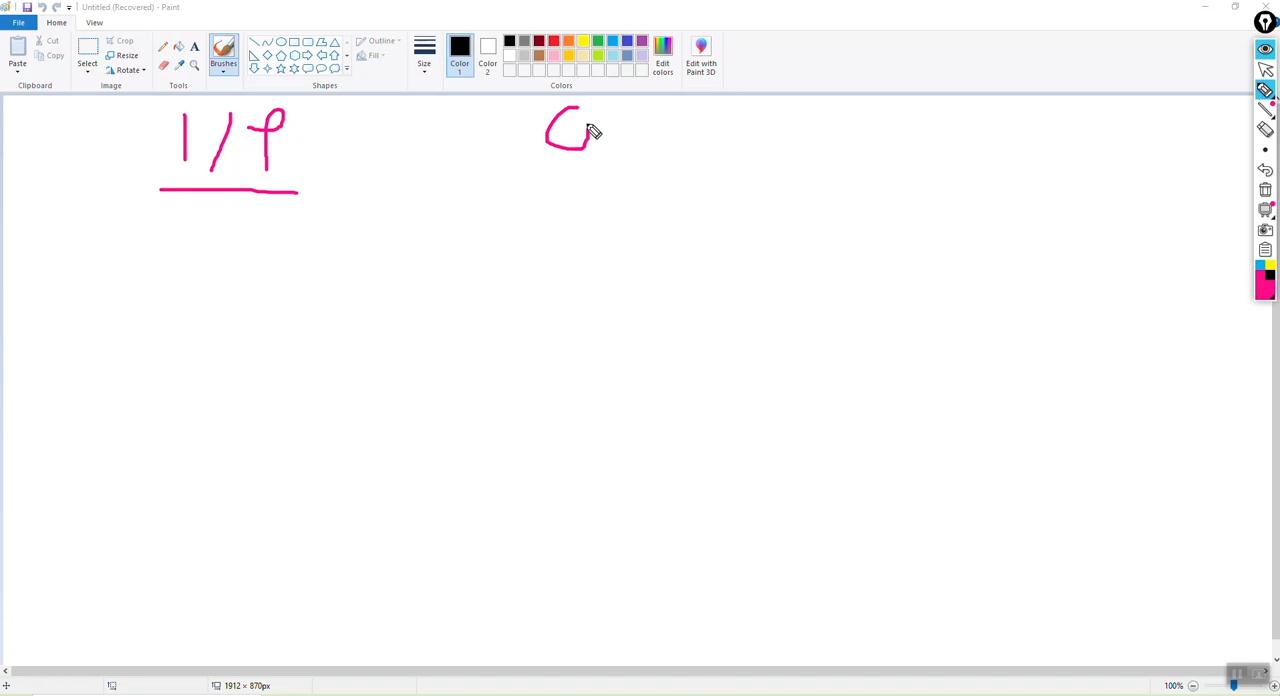 Untitled (Recovered) - Paint
File Home View
Paste Cut Copy Clipboard
Select Crop Resize Rotate Image
Tools
Brushes
Outline Fill Shapes
Size
Color 1
Color 2
Edit colors
Edit with Paint 3D
Colors
I/P
1912 × 870px
100%